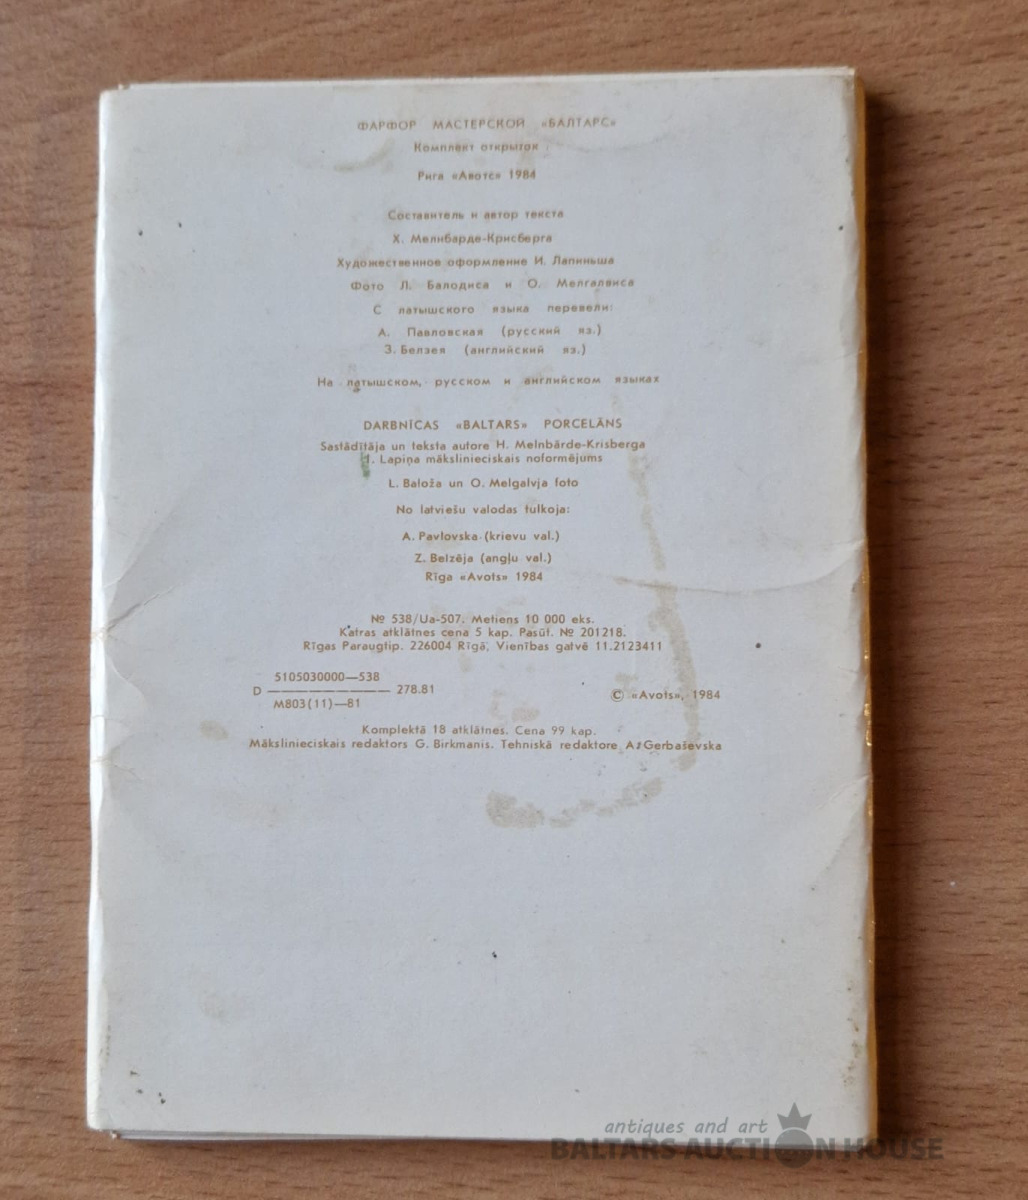 ФАРФОР МАСТЕРСКОЙ «БАЛТАРС»
Комплект открыток
Рига «Авотс» 1984
Составитель и автор текста
Х. Мелнбарде-Крисберга
Художественное оформление И. Лапиньша
Фото Л. Балодиса и О. Мелгалвиса
С латышского языка перевели:
А. Павловская (русский яз.)
З. Белзея (английский яз.)
На латышском, русском и английском языках
DARBNĪCAS «BALTARS» PORCELĀNS
Sastādītāja un teksta autore H. Melnbārde-Krisberga
I. Lapiņa mākslinieciskais noformējums
L. Baloža un O. Melgalvja foto
No latviešu valodas tulkoja:
A. Pavlovska (krievu val.)
Z. Belzēja (angļu val.)
Rīga «Avots» 1984
№ 538/Ua-507. Metiens 10 000 eks.
Katras atklātnes cena 5 kap. Pasūt. № 201218.
Rīgas Paraugtip. 226004 Rīgā, Vienības gatvē 11.2123411
D 5105030000—538 278.81
M803(11)—81
© «Avots», 1984
Komplektā 18 atklātnes. Cena 99 kap.
Mākslinieciskais redaktors G. Birkmanis. Tehniskā redaktore A. Gerbaševska
antiques and art
BALTARS AUCTION HOUSE